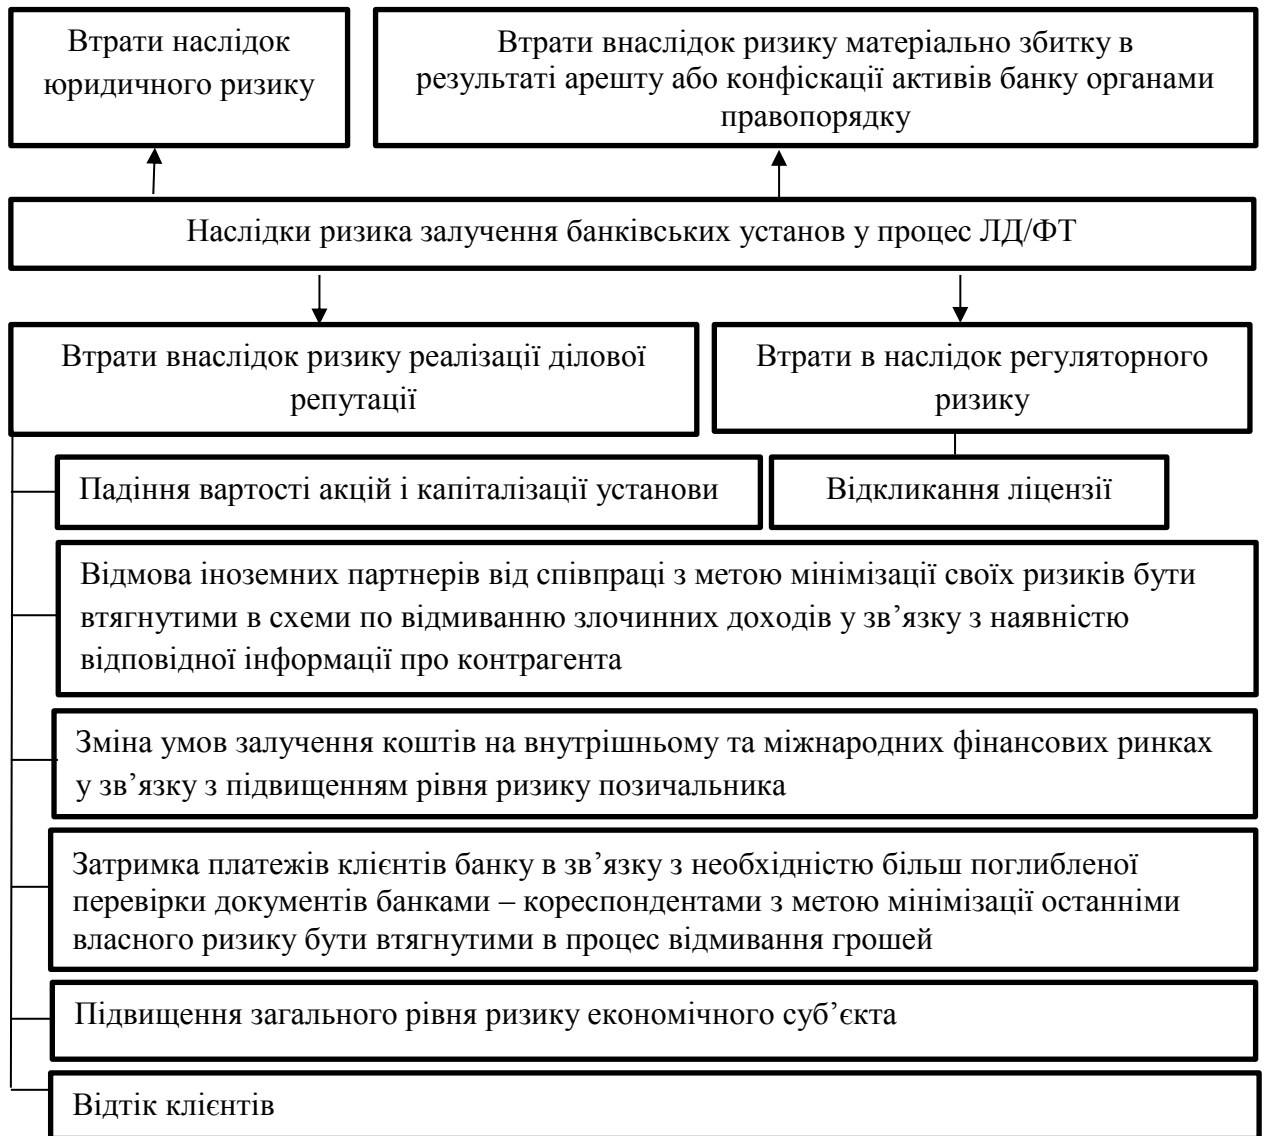 Втрати наслідок
юридичного ризику
Втрати внаслідок ризику матеріально збитку в
результаті арешту або конфіскації активів банку органами
правопорядку
Наслідки ризика залучення банківських установ у процес ЛД/ФТ
Втрати внаслідок ризику реалізації ділової
репутації
Втрати в наслідок регуляторного
ризику
Падіння вартості акцій і капіталізації установи
Відкликання ліцензії
Відмова іноземних партнерів від співпраці з метою мінімізації своїх ризиків бути
втягнутими в схеми по відмиванню злочинних доходів у зв’язку з наявністю
відповідної інформації про контрагента
Зміна умов залучення коштів на внутрішньому та міжнародних фінансових ринках
у зв’язку з підвищенням рівня ризику позичальника
Затримка платежів клієнтів банку в зв’язку з необхідністю більш поглибленої
перевірки документів банками – кореспондентами з метою мінімізації останніми
власного ризику бути втягнутими в процес відмивання грошей
Підвищення загального рівня ризику економічного суб’єкта
Відтік клієнтів